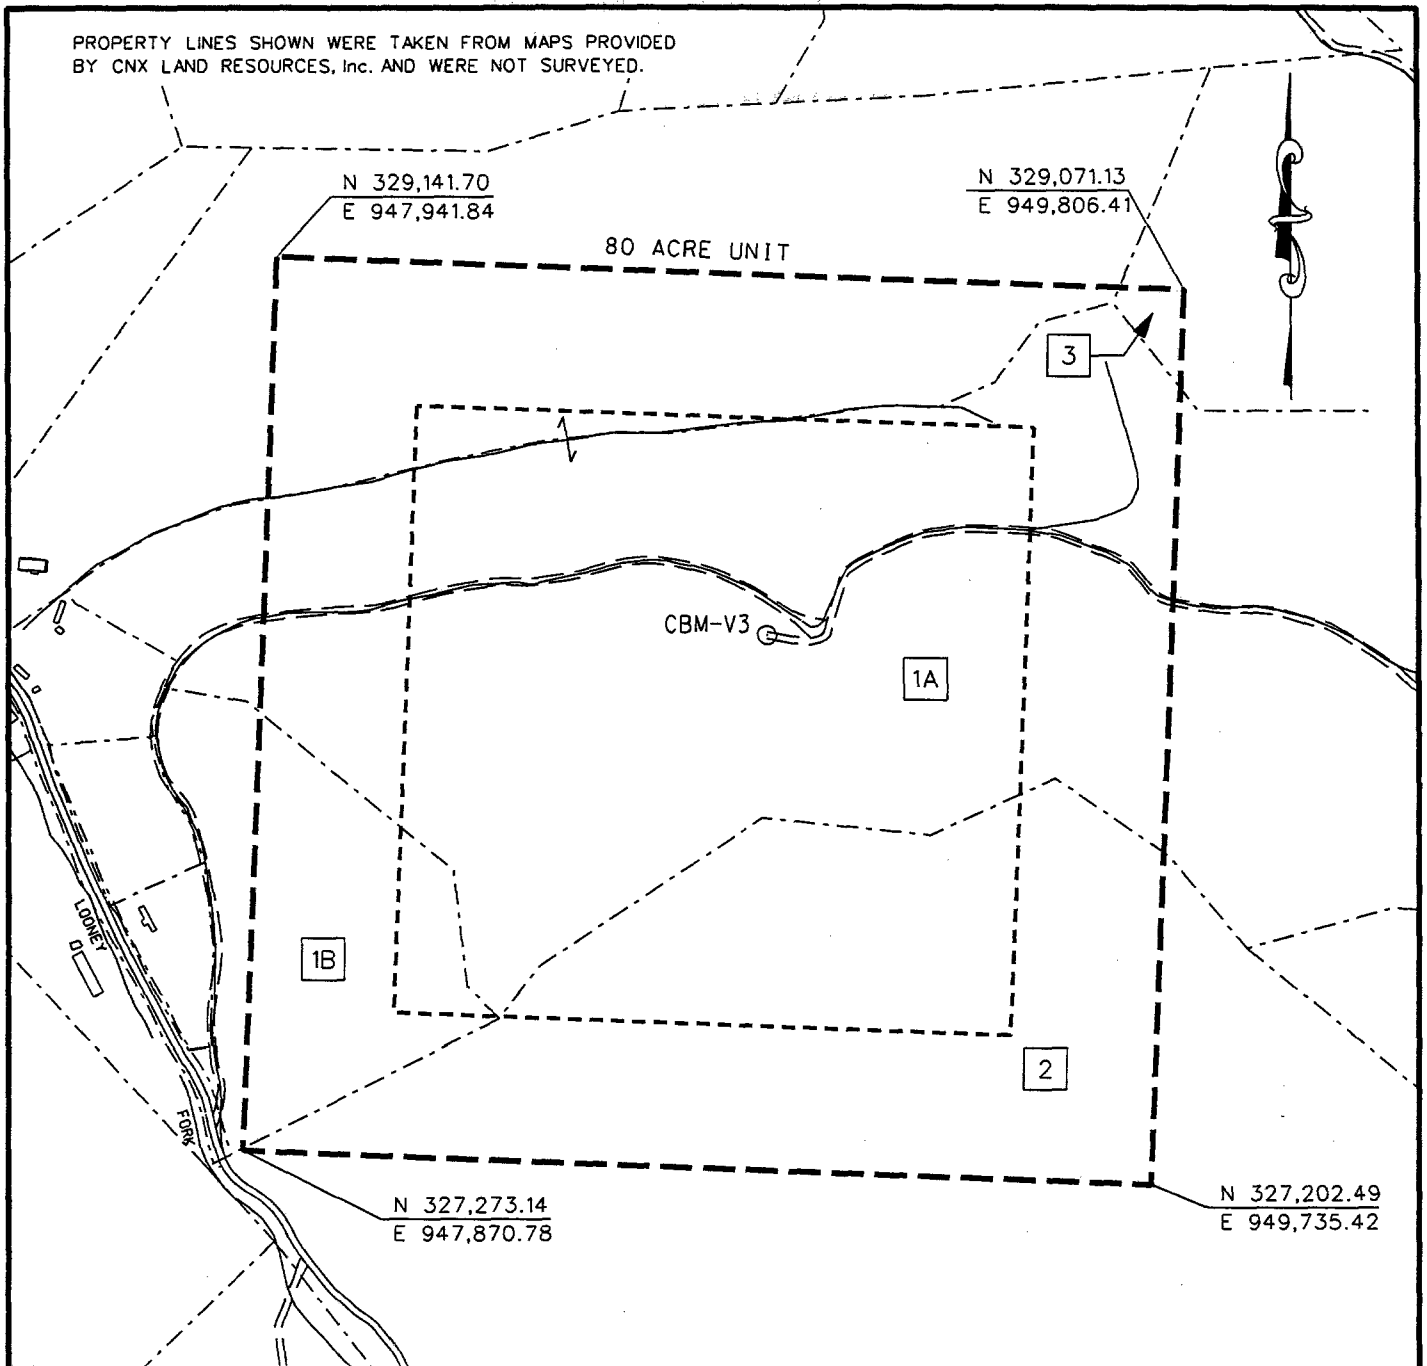 PROPERTY LINES SHOWN WERE TAKEN FROM MAPS PROVIDED
BY CNX LAND RESOURCES, Inc. AND WERE NOT SURVEYED.
N 329,141.70
E 947,941.84
N 329,071.13
E 949,806.41
80 ACRE UNIT
3
CBM-V3
1A
LOONEY
1B
2
FORK
N 327,273.14
E 947,870.78
N 327,202.49
E 949,735.42